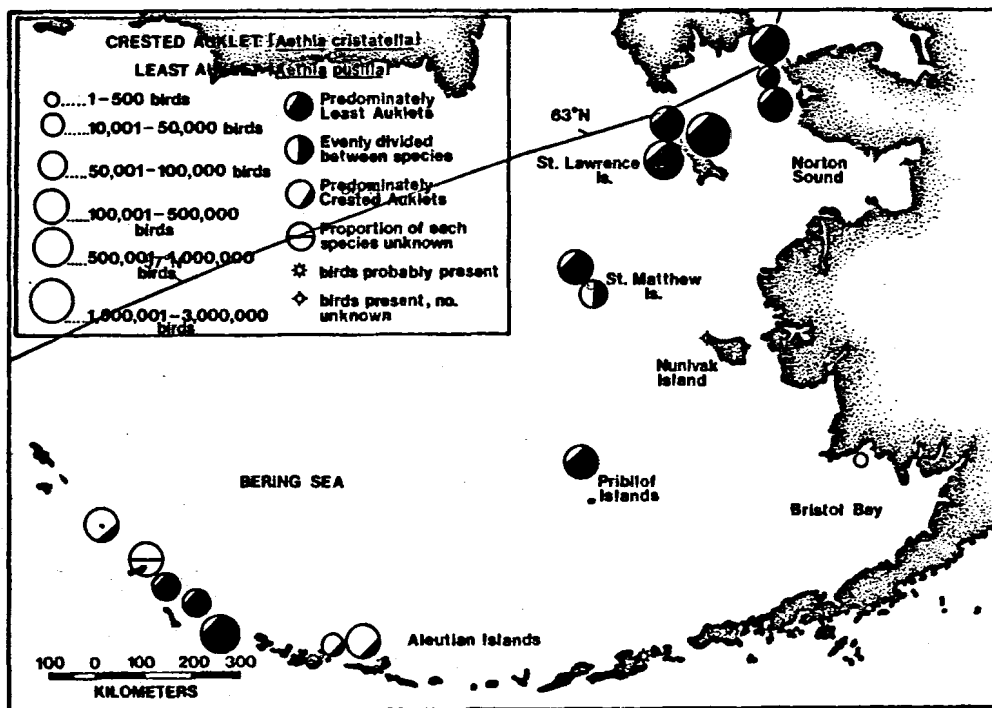 CRESTED AUKLET (Aethia cristatella)
LEAST AUKLET (Aethia pusilla)
1-500 birds
10,001-50,000 birds
50,001-100,000 birds
100,001-500,000
birds
500,001-1,000,000
birds
1,000,001-3,000,000
birds
Predominately
Least Auklets
Evenly divided
between species
Predominately
Crested Auklets
Proportion of each
species unknown
birds probably present
birds present, no.
unknown
63°N
St. Lawrence
Is.
Norton
Sound
St. Matthew
Is.
Nunivak
Island
BERING SEA
Pribilof
Islands
Bristol Bay
Aleutian Islands
100 0 100 200 300
KILOMETERS